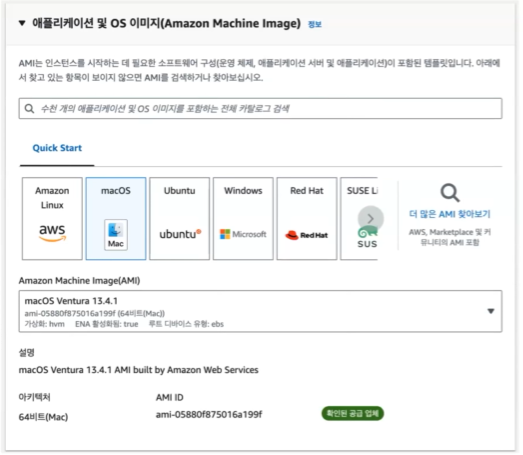 ▼ 애플리케이션 및 OS 이미지(Amazon Machine Image) 정보
AMI는 인스턴스를 시작하는 데 필요한 소프트웨어 구성(운영 체제, 애플리케이션 서버 및 애플리케이션)이 포함된 템플릿입니다. 아래에
서 찾고 있는 항목이 보이지 않으면 AMI를 검색하거나 찾아보십시오.
수천 개의 애플리케이션 및 OS 이미지를 포함하는 전체 카탈로그 검색
Quick Start
Amazon
Linux
aws
macOS
Mac
Ubuntu
ubuntu
Windows
Microsoft
Red Hat
Red Hat
SUSE Li
SUS
더 많은 AMI 찾아보기
AWS, Marketplace 및 커
뮤니티의 AMI 포함
Amazon Machine Image(AMI)
macOS Ventura 13.4.1
ami-05880f875016a199f (64비트(Mac))
가상화: hvm ENA 활성화됨: true 루트 디바이스 유형: ebs
설명
macOS Ventura 13.4.1 AMI built by Amazon Web Services
아키텍처
64비트(Mac)
AMI ID
ami-05880f875016a199f
확인된 공급 업체